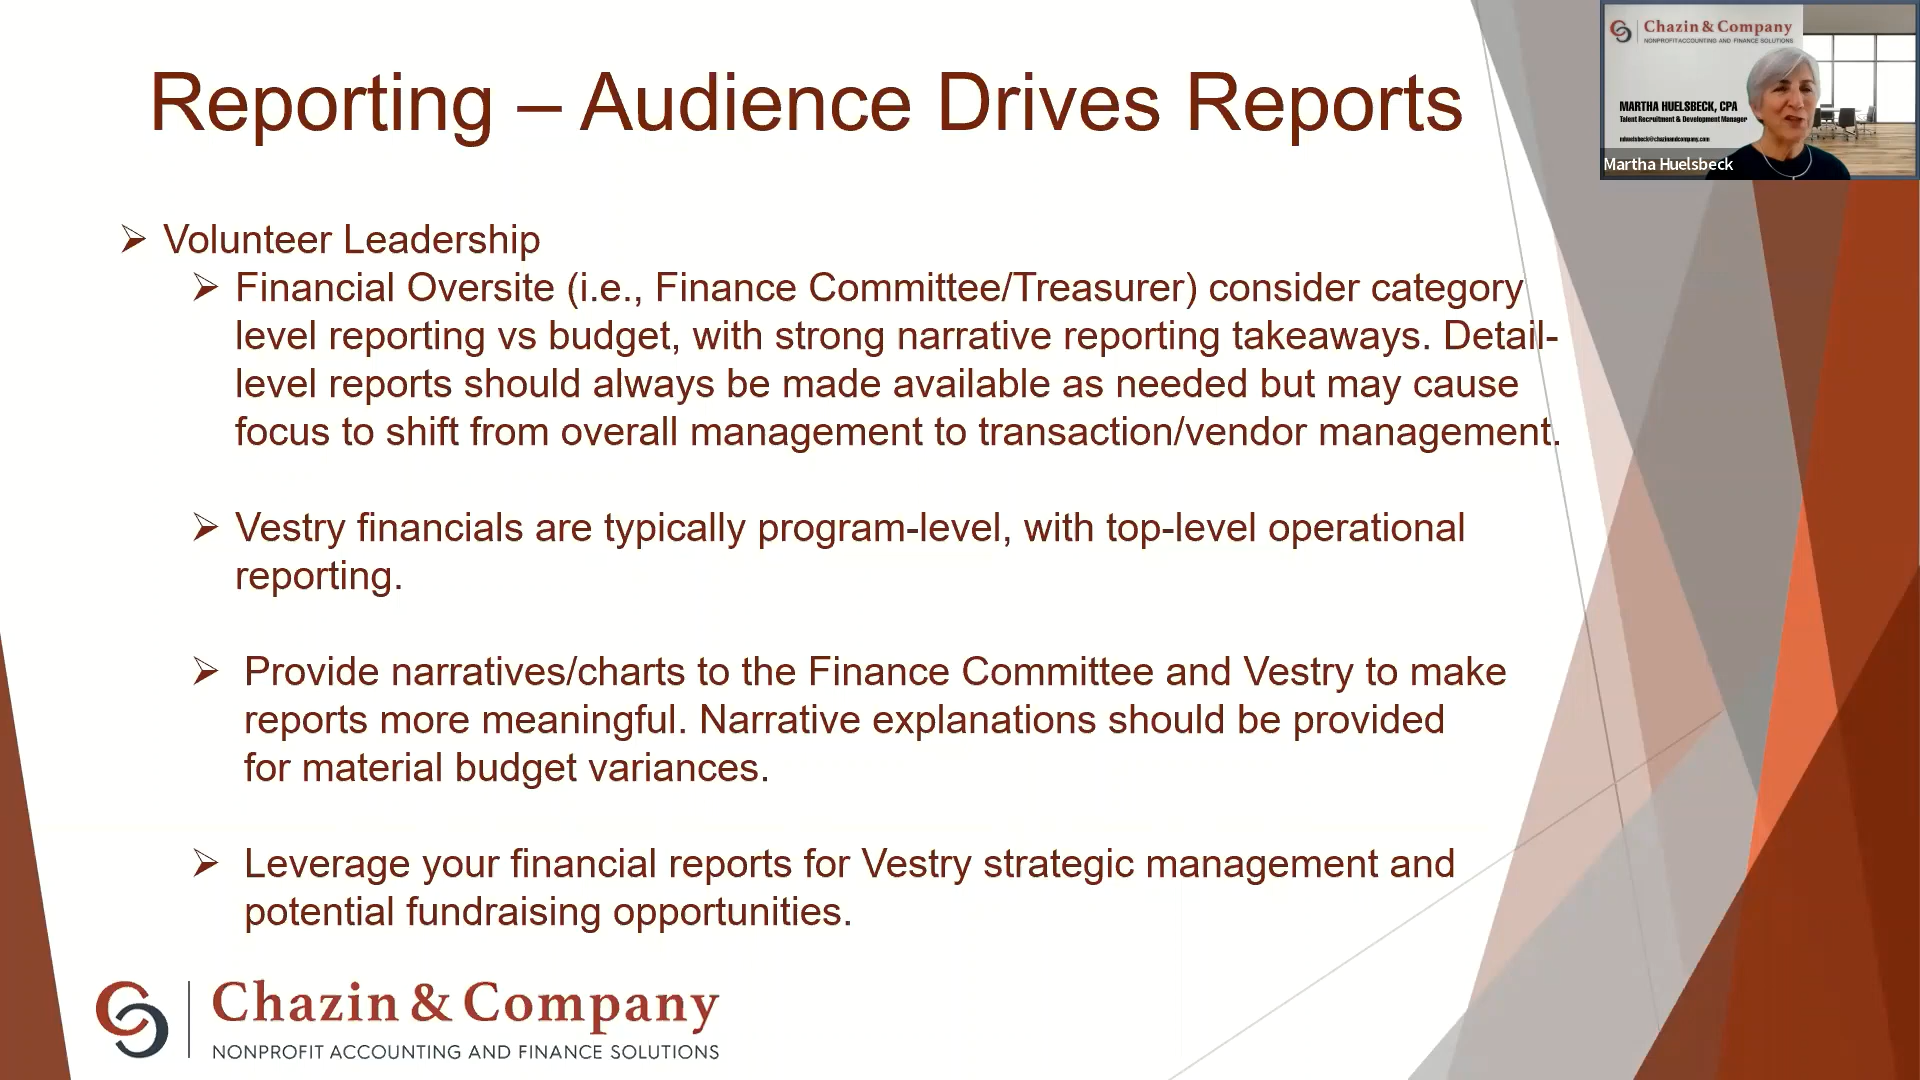 Reporting – Audience Drives Reports
Chazin & Company
NONPROFIT ACCOUNTING AND FINANCE SOLUTIONS
MARTHA HUELSBECK, CPA
Talent Recruitment & Development Manager
mhuelsbeck@chazinandcompany.com
Martha Huelsbeck
Volunteer Leadership
Financial Oversite (i.e., Finance Committee/Treasurer) consider category
level reporting vs budget, with strong narrative reporting takeaways. Detail-
level reports should always be made available as needed but may cause
focus to shift from overall management to transaction/vendor management.
Vestry financials are typically program-level, with top-level operational
reporting.
Provide narratives/charts to the Finance Committee and Vestry to make
reports more meaningful. Narrative explanations should be provided
for material budget variances.
Leverage your financial reports for Vestry strategic management and
potential fundraising opportunities.
Chazin & Company
NONPROFIT ACCOUNTING AND FINANCE SOLUTIONS